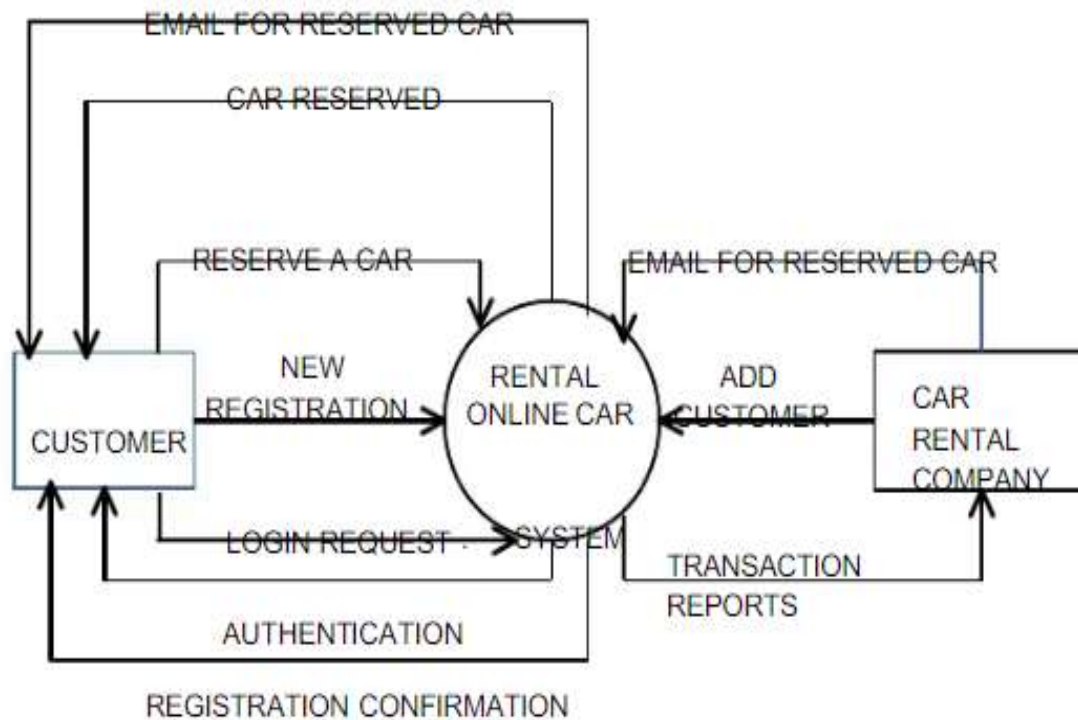 EMAIL FOR RESERVED CAR
CAR RESERVED
RESERVE A CAR
EMAIL FOR RESERVED CAR
NEW
REGISTRATION
RENTAL
ONLINE CAR
SYSTEM
ADD
CUSTOMER
CAR
RENTAL
COMPANY
CUSTOMER
LOGIN REQUEST
TRANSACTION
REPORTS
AUTHENTICATION
REGISTRATION CONFIRMATION